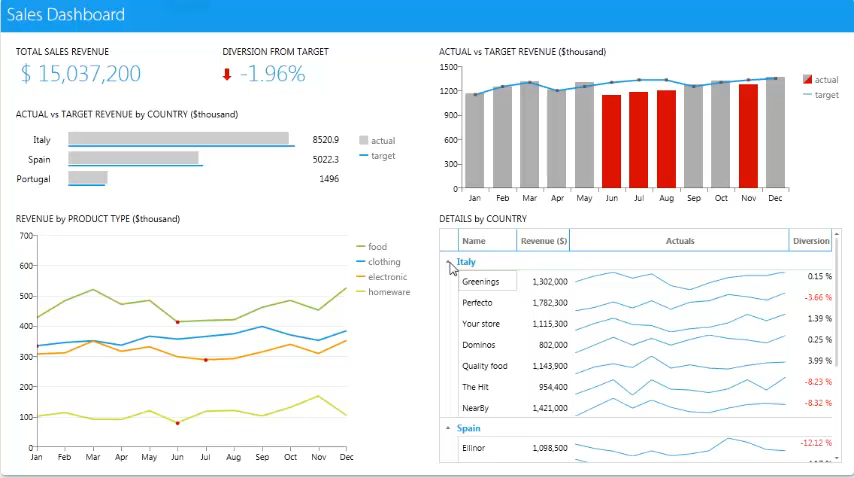 Sales Dashboard
TOTAL SALES REVENUE
$ 15,037,200
DIVERSION FROM TARGET
-1.96%
ACTUAL vs TARGET REVENUE by COUNTRY ($thousand)
Italy 8520.9
Spain 5022.3
Portugal 1496
actual
target
ACTUAL vs TARGET REVENUE ($thousand)
1500
1200
900
600
300
0
Jan Feb Mar Apr May Jun Jul Aug Sep Oct Nov Dec
actual
target
REVENUE by PRODUCT TYPE ($thousand)
700
600
500
400
300
200
100
0
Jan Feb Mar Apr May Jun Jul Aug Sep Oct Nov Dec
food
clothing
electronic
homeware
DETAILS by COUNTRY
Name Revenue ($) Actuals Diversion
Italy
Greenings 1,302,000 0.15 %
Perfecto 1,782,300 -3.66 %
Your store 1,115,300 1.39 %
Dominos 802,000 0.25 %
Quality food 1,143,900 3.99 %
The Hit 954,400 -8.23 %
NearBy 1,421,000 -8.32 %
Spain
Ellinor 1,098,500 -12.12 %